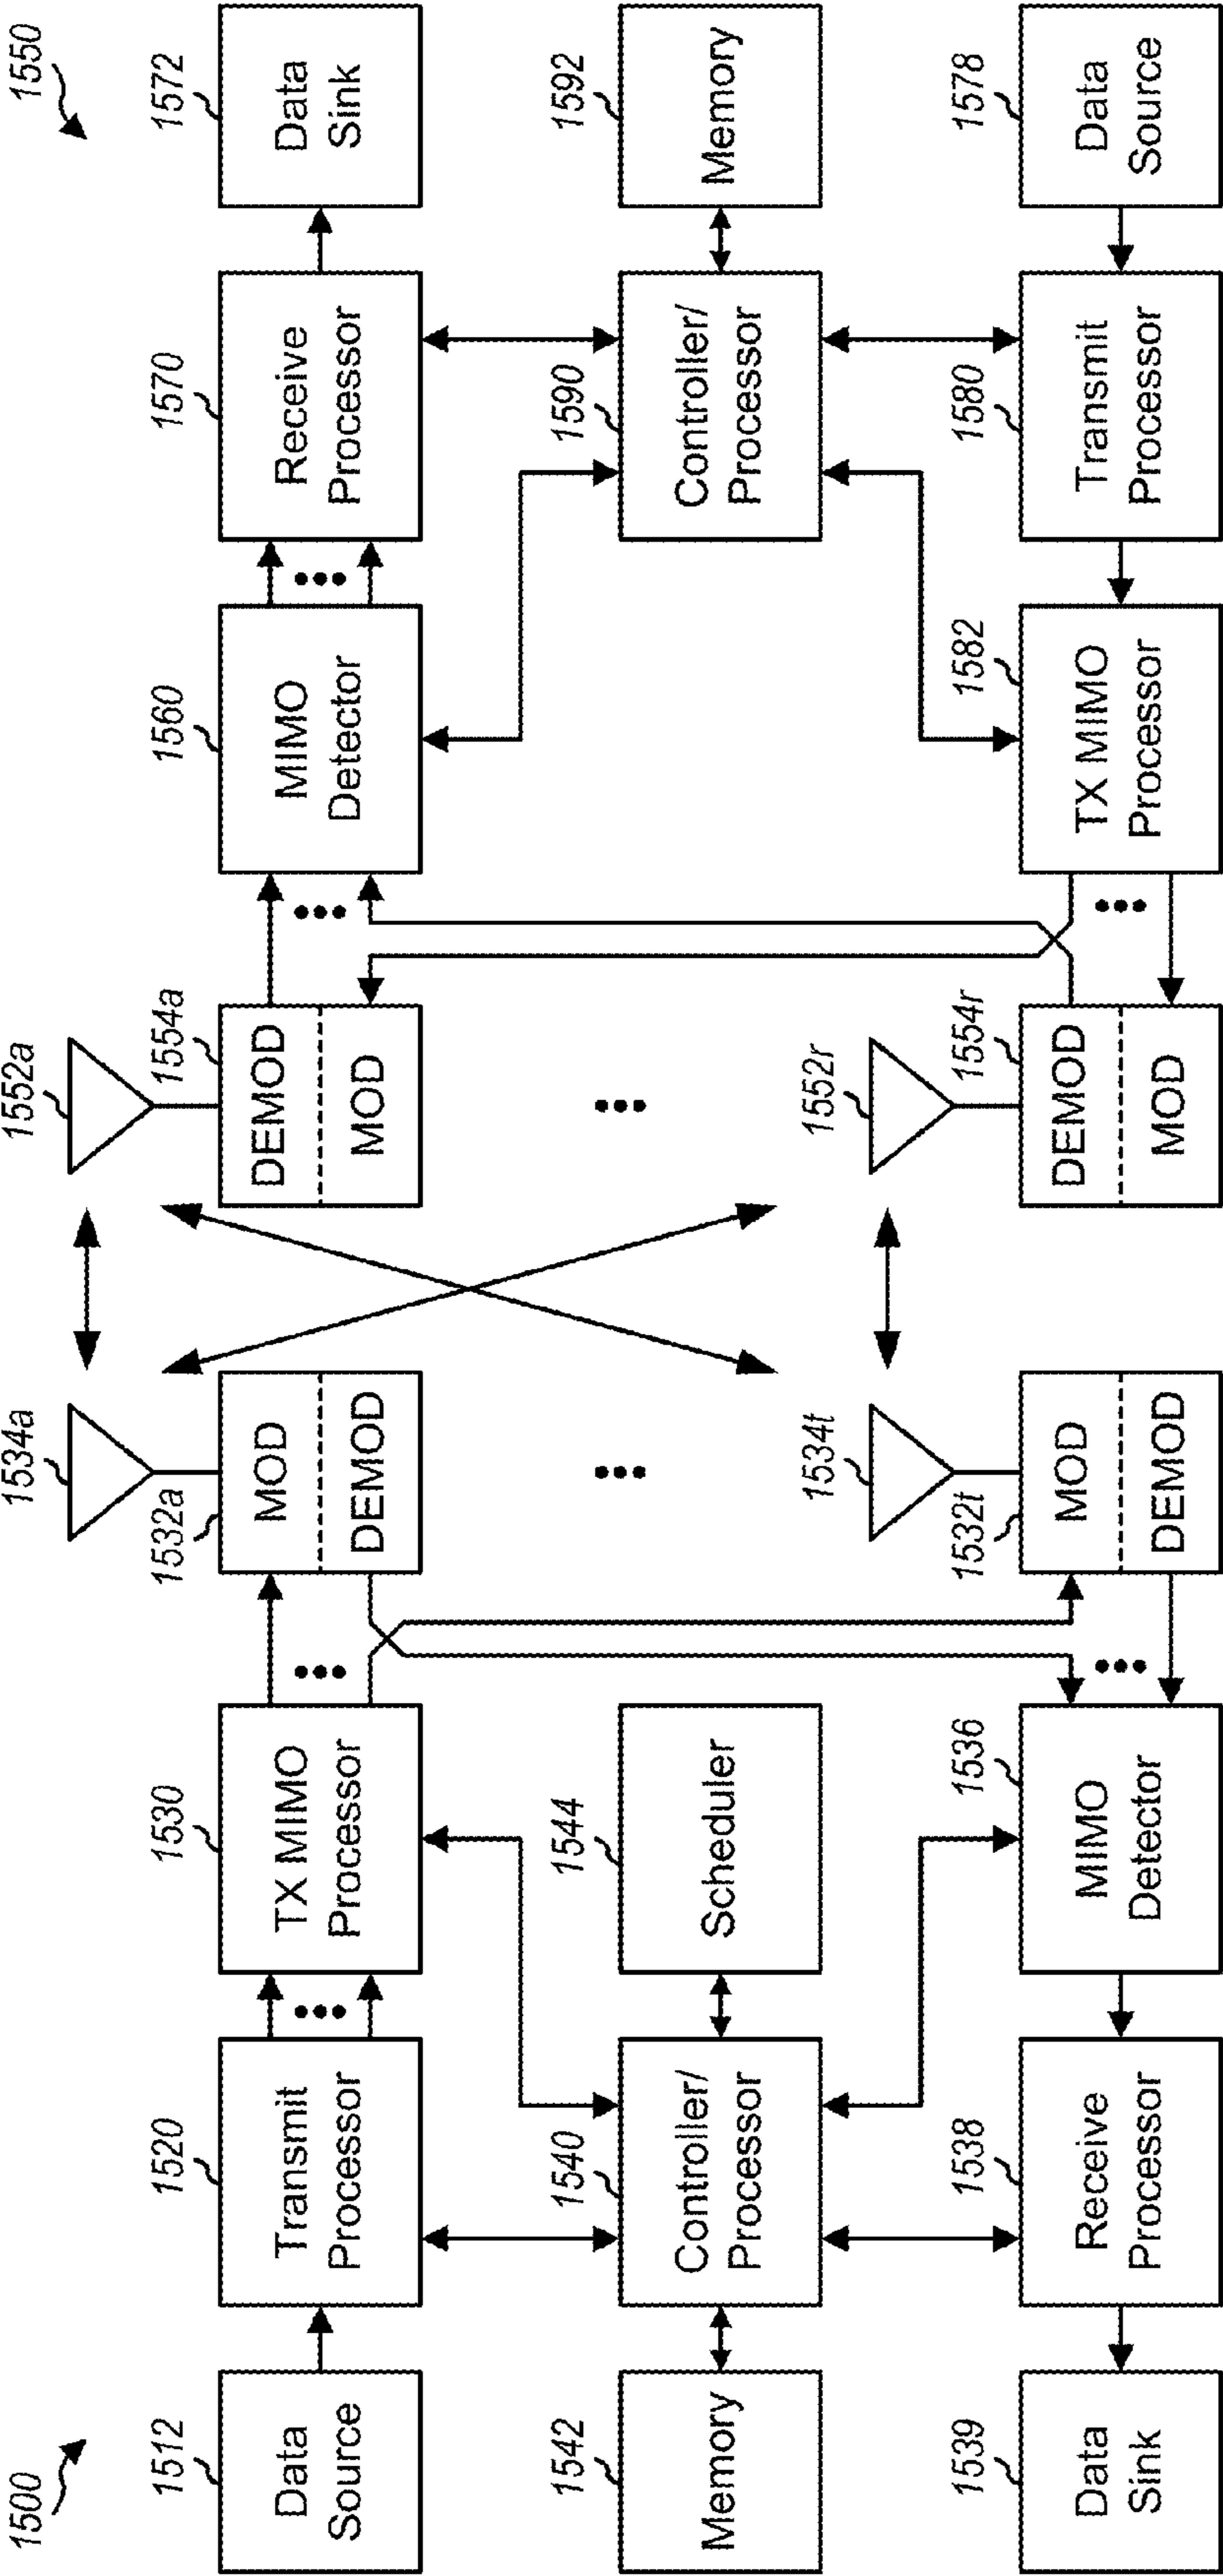 1500
1550
1534a
1552a
1512
Data
Source
1520
Transmit
Processor
1530
TX MIMO
Processor
1532a
MOD
DEMOD
1554a
DEMOD
MOD
1560
MIMO
Detector
1570
Receive
Processor
1572
Data
Sink
1542
Memory
1540
Controller/
Processor
1544
Scheduler
1590
Controller/
Processor
1592
Memory
1534t
1552r
1539
Data
Sink
1538
Receive
Processor
1536
MIMO
Detector
1532t
MOD
DEMOD
1554r
DEMOD
MOD
1582
TX MIMO
Processor
1580
Transmit
Processor
1578
Data
Source